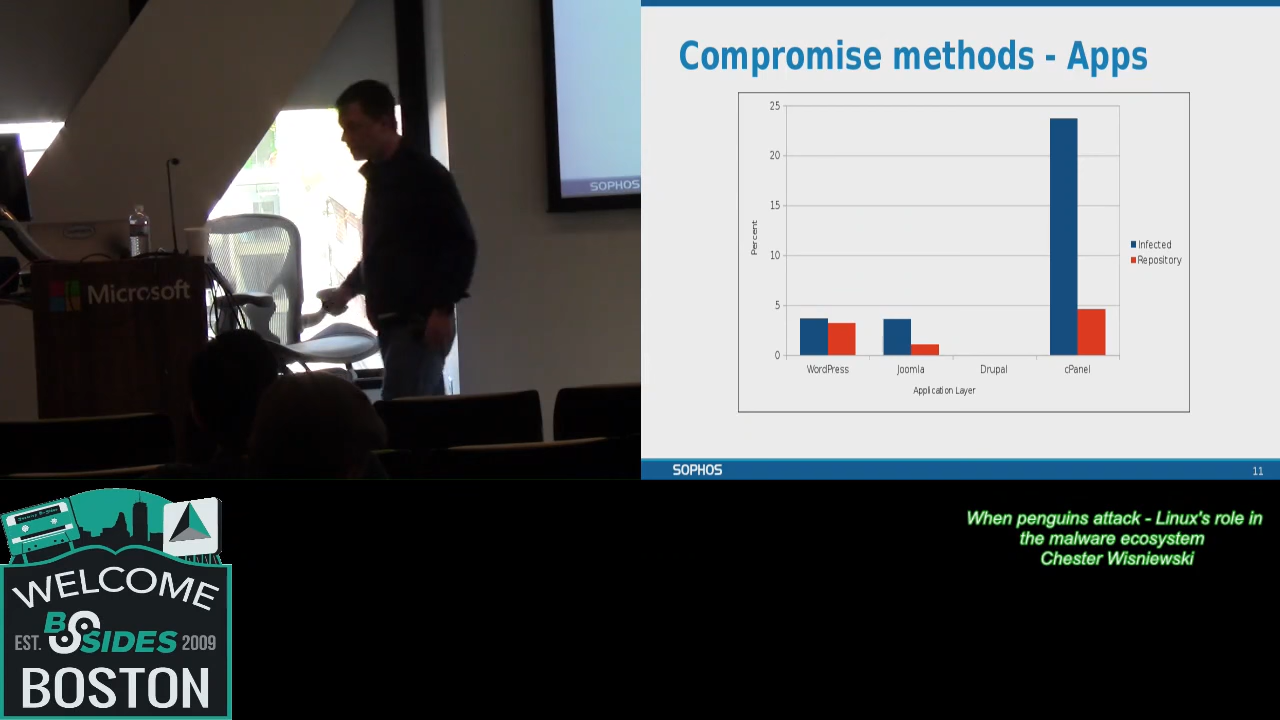 SOPHOS
Microsoft
Compromise methods - Apps
25
20
15
10
5
0
Percent
WordPress
Joomla
Drupal
cPanel
Application Layer
Infected
Repository
SOPHOS
11
When penguins attack - Linux's role in
the malware ecosystem
Chester Wisniewski
WELCOME
EST. BSIDES 2009
BOSTON